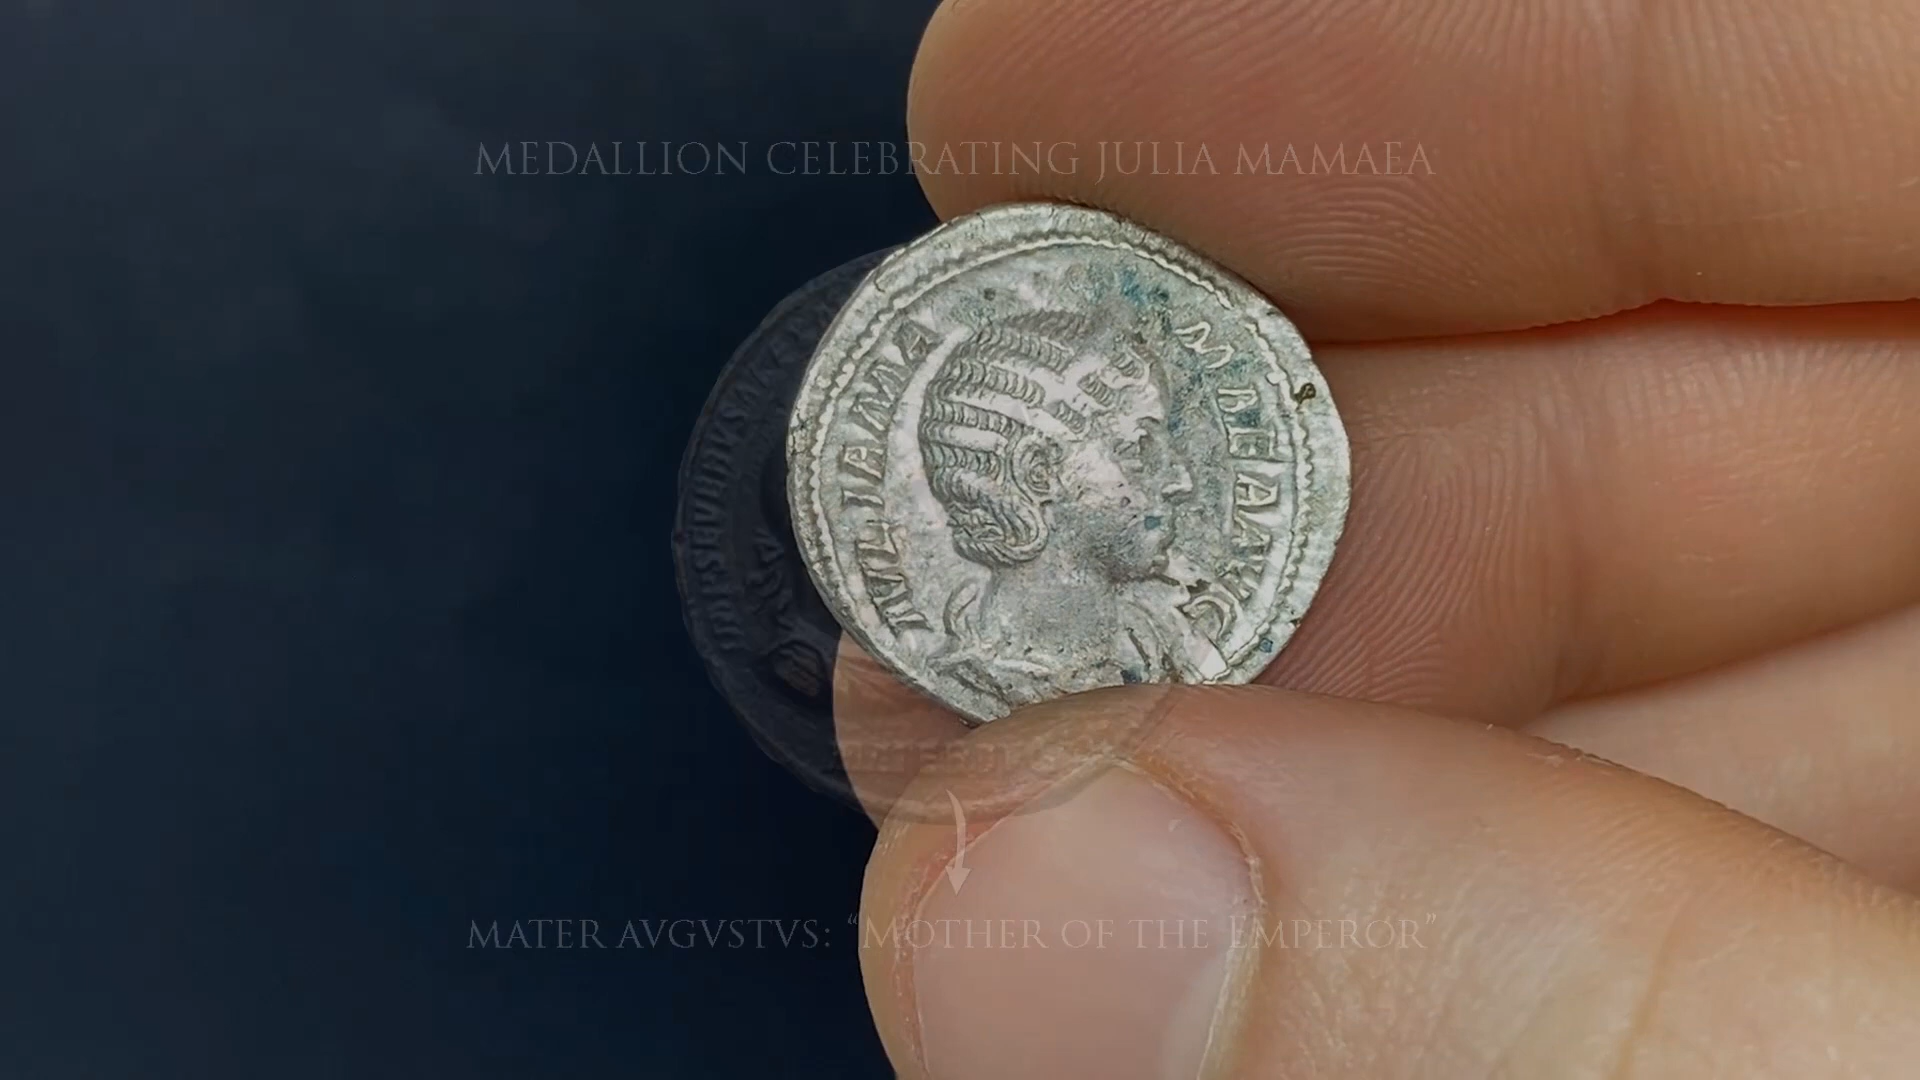 MEDALLION CELEBRATING JULIA MAMAEA
IVLIA MAMAEA AVG
MATER AVGVSTVS: “MOTHER OF THE EMPEROR”